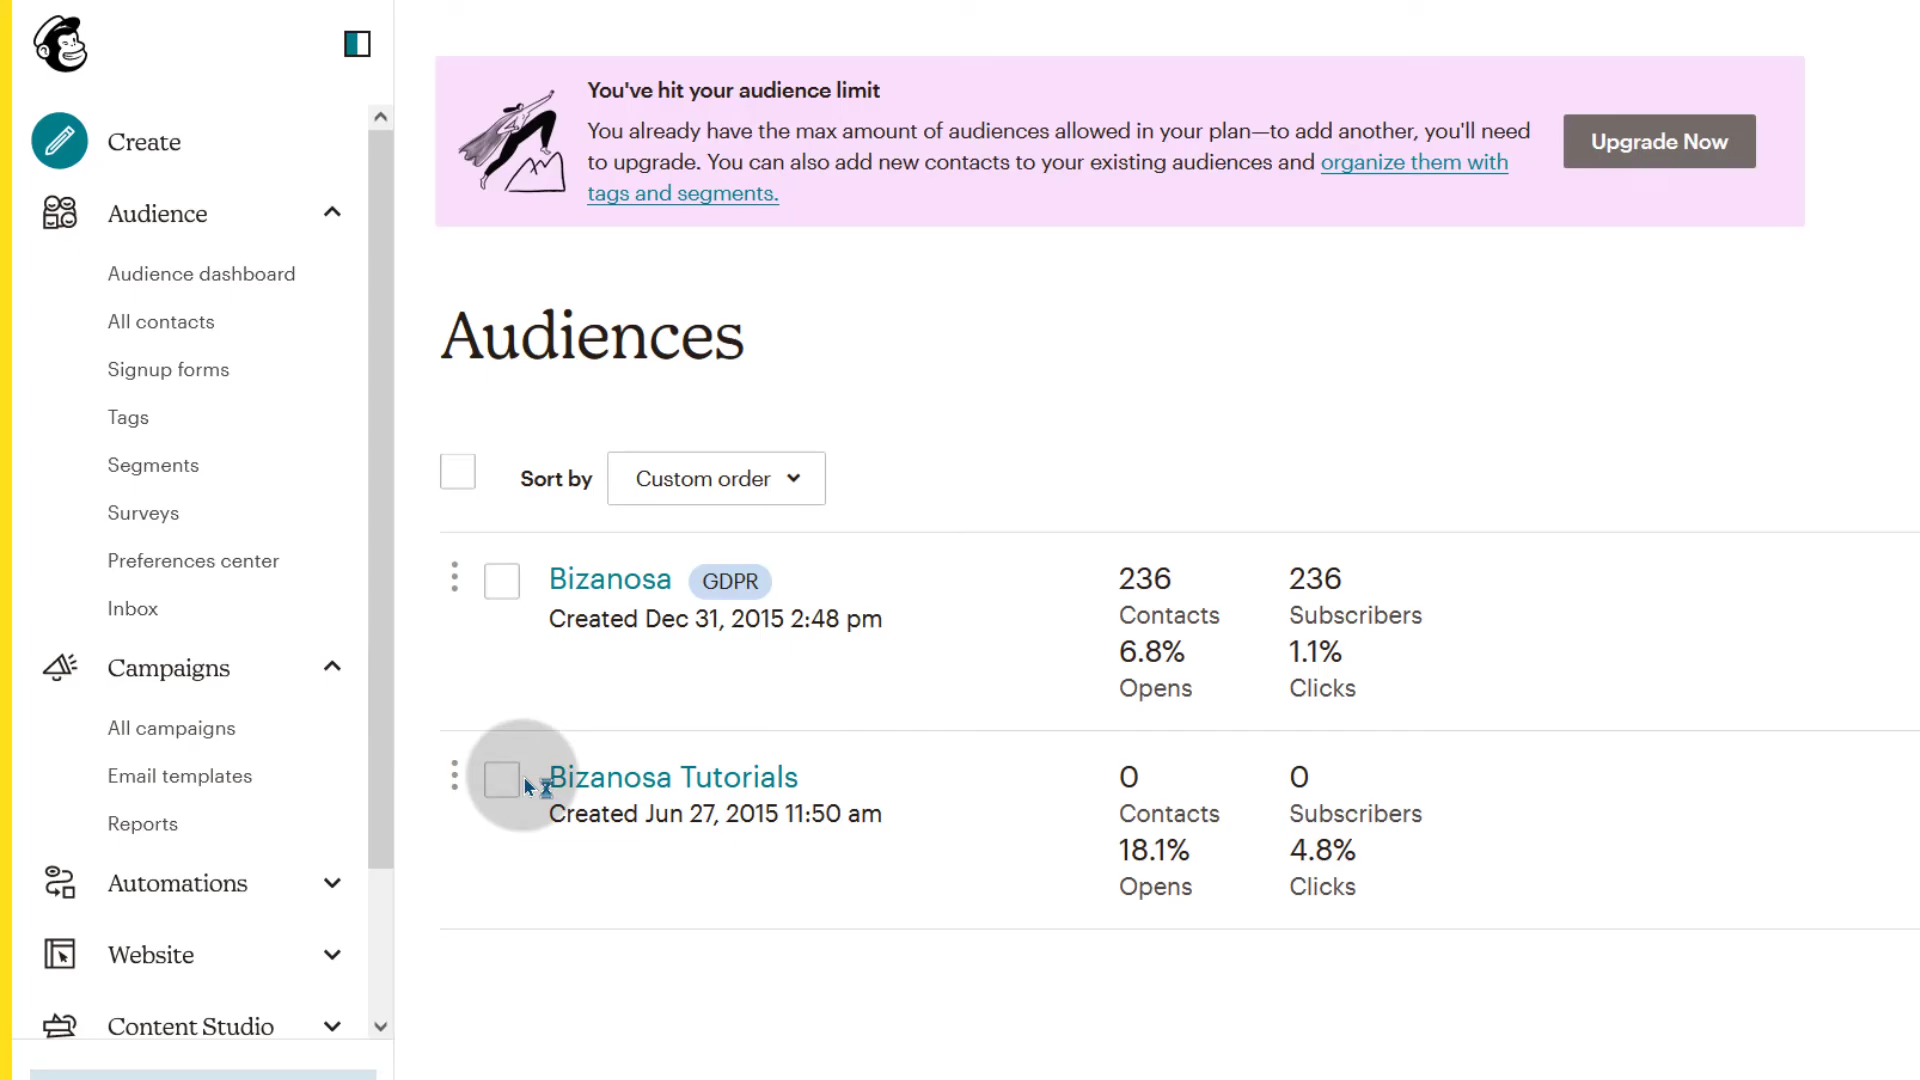 Create
Audience
Audience dashboard
All contacts
Signup forms
Tags
Segments
Surveys
Preferences center
Inbox
Campaigns
All campaigns
Email templates
Reports
Automations
Website
Content Studio
You've hit your audience limit
You already have the max amount of audiences allowed in your plan—to add another, you'll need
to upgrade. You can also add new contacts to your existing audiences and organize them with
tags and segments.
Upgrade Now
Audiences
Sort by Custom order
Bizanosa GDPR
Created Dec 31, 2015 2:48 pm
236 236
Contacts Subscribers
6.8% 1.1%
Opens Clicks
Bizanosa Tutorials
Created Jun 27, 2015 11:50 am
0 0
Contacts Subscribers
18.1% 4.8%
Opens Clicks